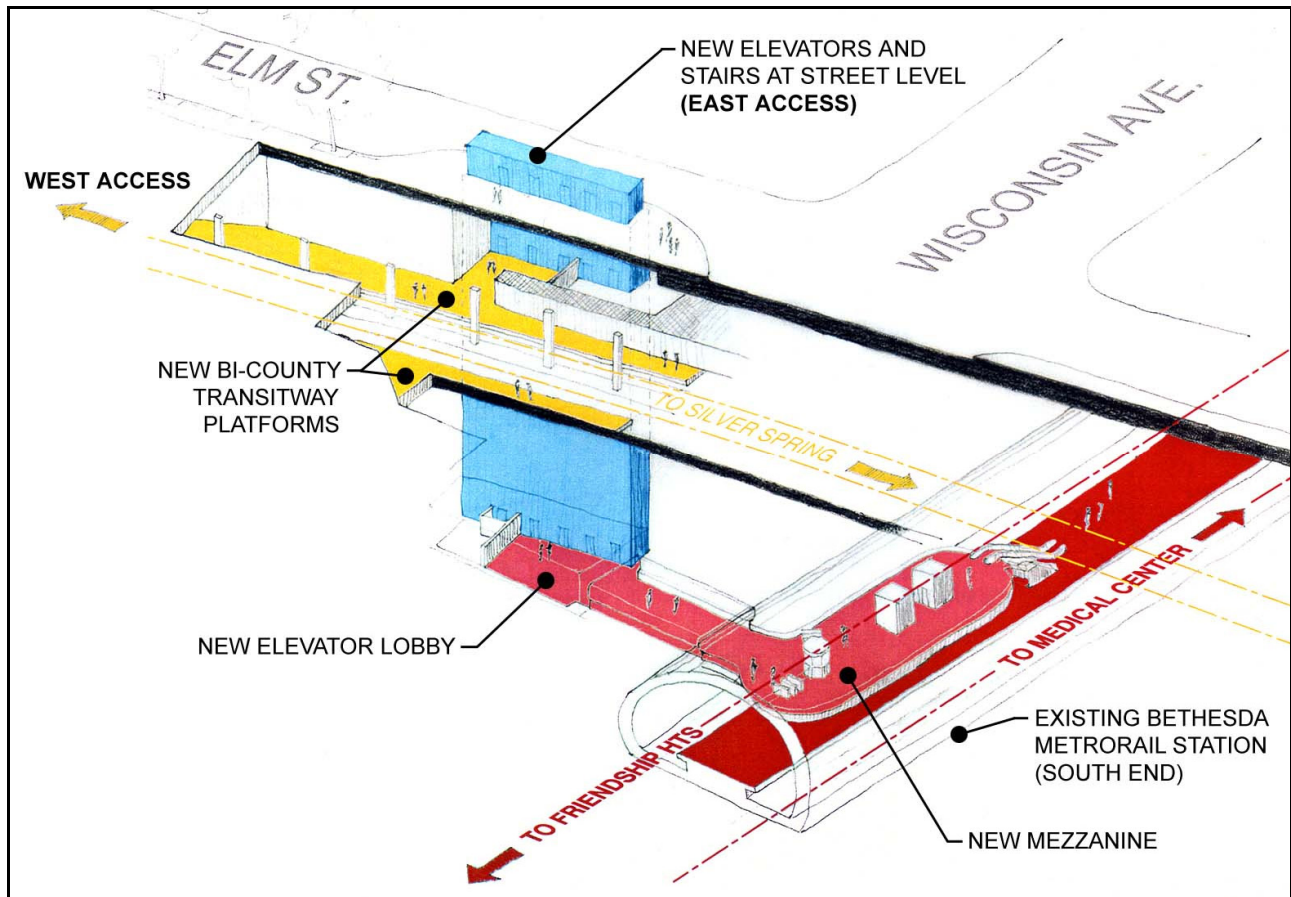 ELM ST.
NEW ELEVATORS AND
STAIRS AT STREET LEVEL
(EAST ACCESS)
WISCONSIN AVE.
WEST ACCESS
NEW BI-COUNTY
TRANSITWAY
PLATFORMS
TO SILVER SPRING
NEW ELEVATOR LOBBY
TO MEDICAL CENTER
TO FRIENDSHIP HTS
EXISTING BETHESDA
METRORAIL STATION
(SOUTH END)
NEW MEZZANINE